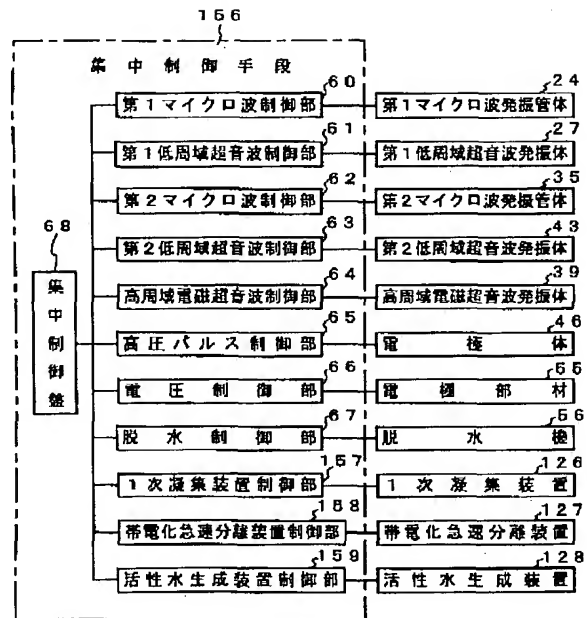 156
集中制御手段
60
24
第1マイクロ波制御部
第1マイクロ波発振管体
61
27
第1低周域超音波制御部
第1低周域超音波発振体
62
35
第2マイクロ波制御部
第2マイクロ波発振管体
63
43
第2低周域超音波制御部
第2低周域超音波発振体
68
集中制御盤
64
39
高周域電磁超音波制御部
高周域電磁超音波発振体
65
46
高圧パルス制御部
電極体
66
55
電圧制御部
電極部材
67
56
脱水制御部
脱水機
157
126
1次凝集装置制御部
1次凝集装置
158
127
帯電化急速分離装置制御部
帯電化急速分離装置
159
128
活性水生成装置制御部
活性水生成装置